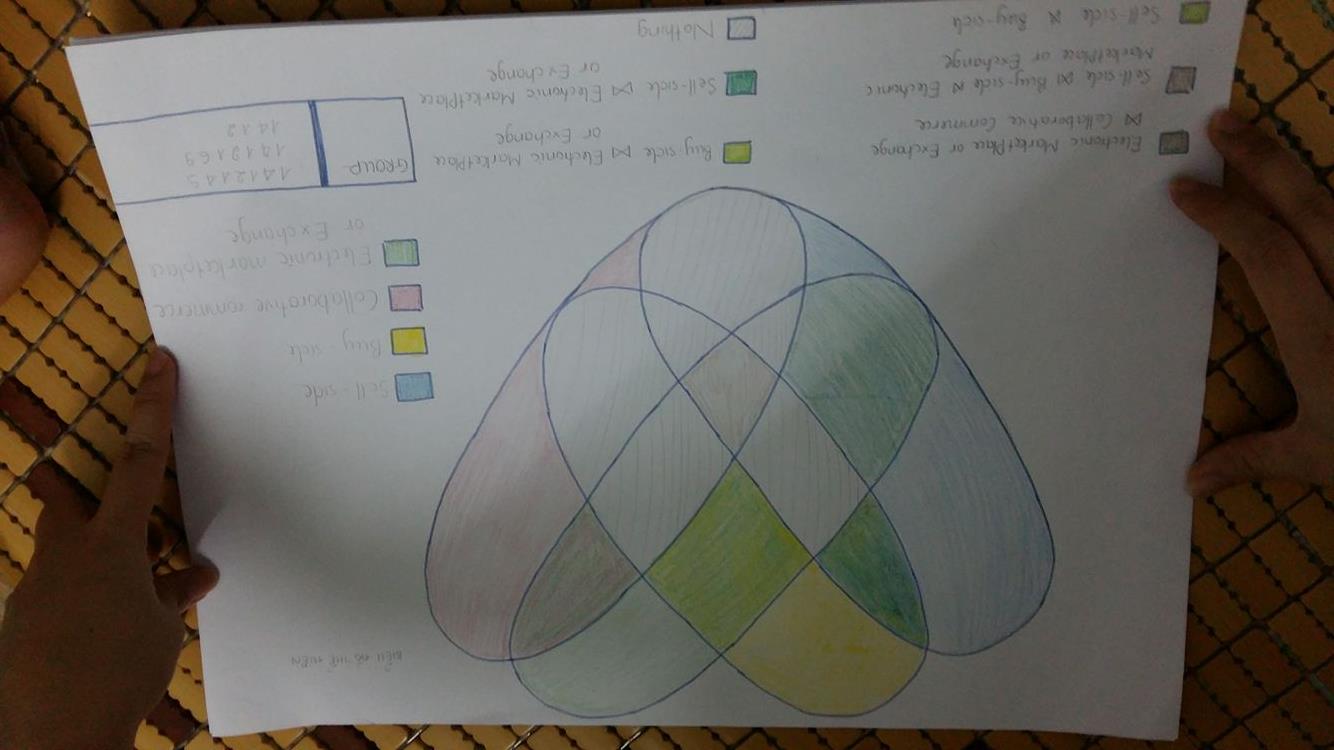 BIỂU ĐỒ
Sell-side
Buy-side
Collaborative commerce
Electronic marketplace
or Exchange
GROUP
1412145
1412169
1412
Electronic MarketPlace or Exchange
⋈ Collaborative Commerce
Sell-side ⋈ Buy-side ⋈ Electronic
MarketPlace or Exchange
Sell-side ⋈ Buy-side
Buy-side ⋈ Electronic MarketPlace
or Exchange
Sell-side ⋈ Electronic MarketPlace
or Exchange
Nothing